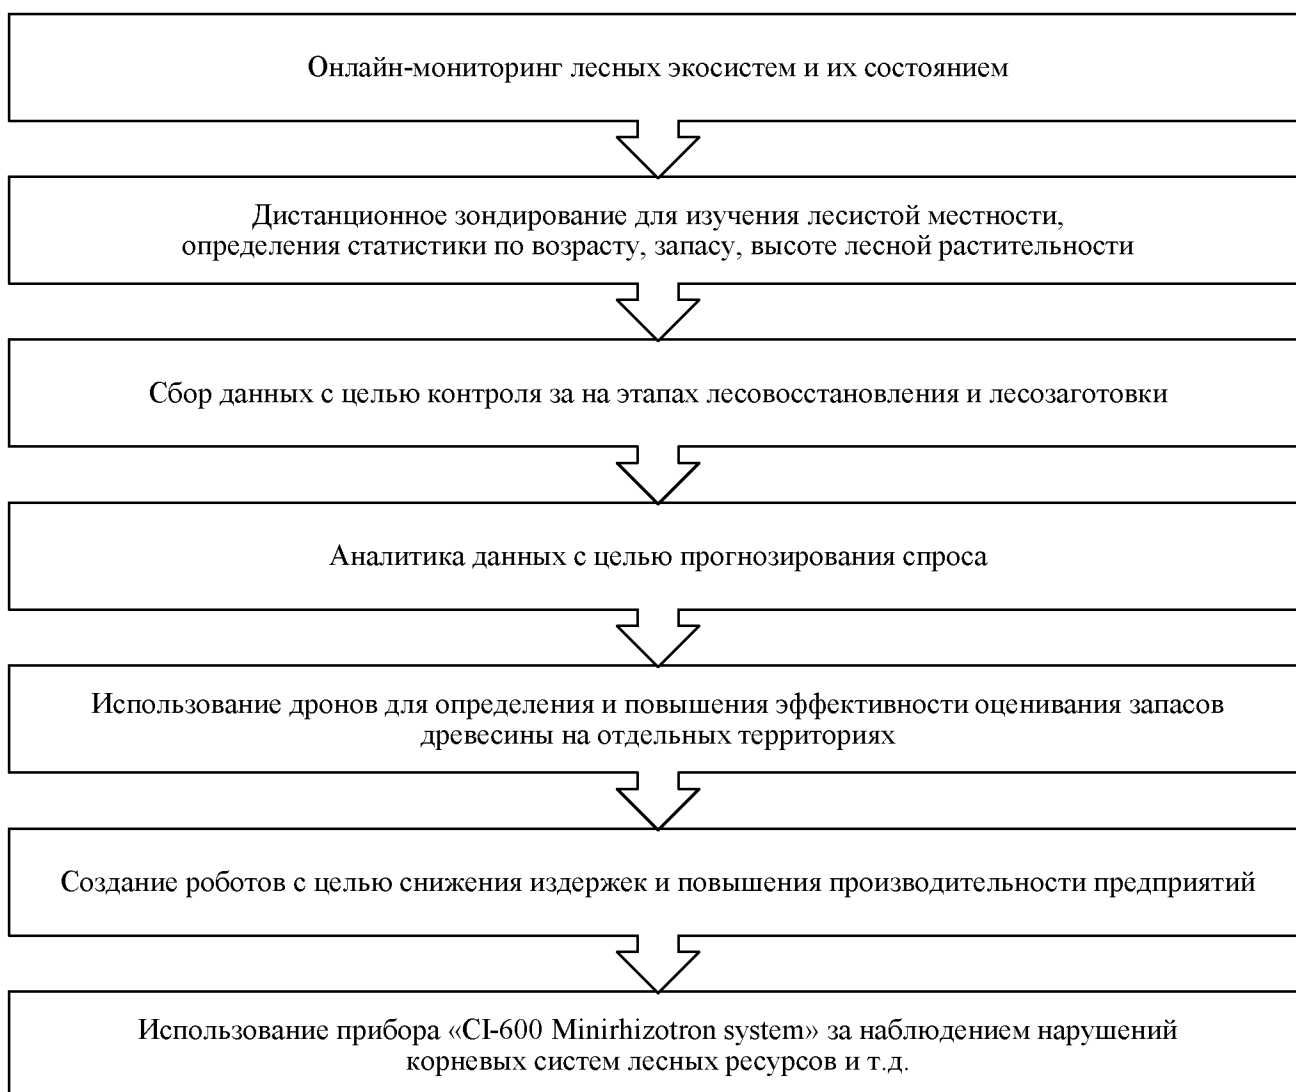 Онлайн-мониторинг лесных экосистем и их состоянием
Дистанционное зондирование для изучения лесистой местности,
определения статистики по возрасту, запасу, высоте лесной растительности
Сбор данных с целью контроля за на этапах лесовосстановления и лесозаготовки
Аналитика данных с целью прогнозирования спроса
Использование дронов для определения и повышения эффективности оценивания запасов
древесины на отдельных территориях
Создание роботов с целью снижения издержек и повышения производительности предприятий
Использование прибора «CI-600 Minirhizotron system» за наблюдением нарушений
корневых систем лесных ресурсов и т.д.